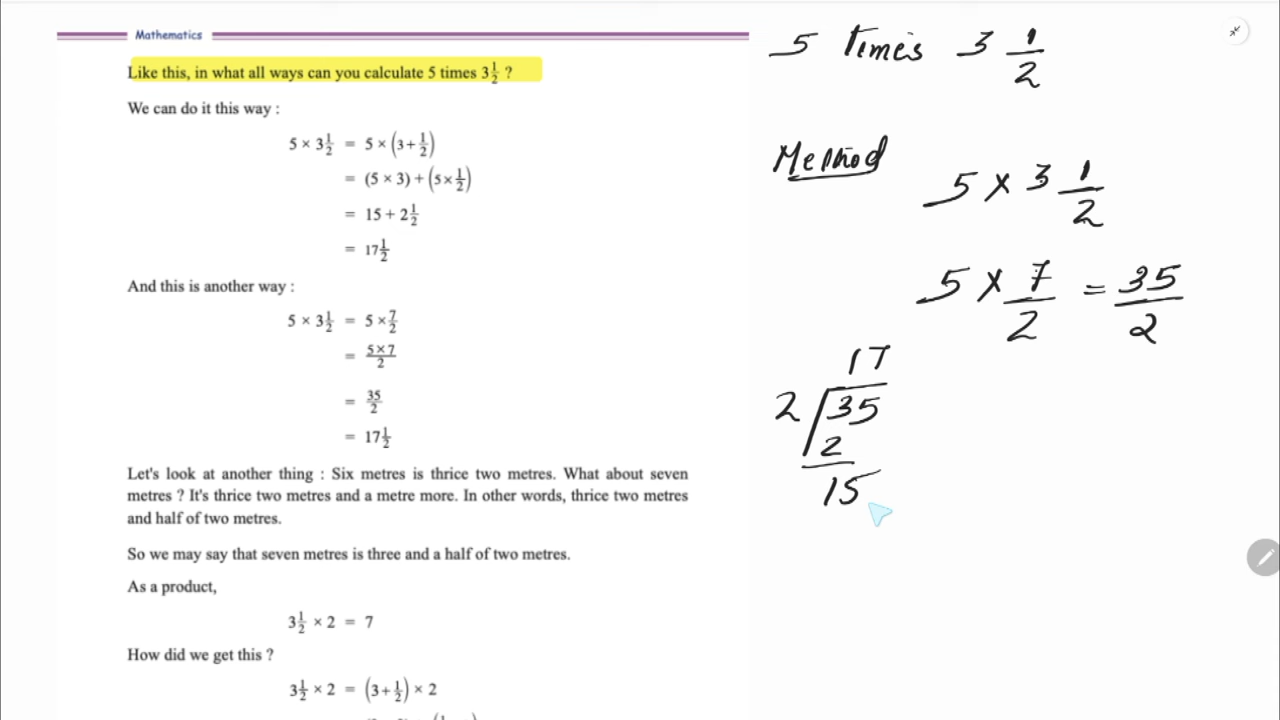 Mathematics
Like this, in what all ways can you calculate 5 times 3½ ?
We can do it this way :
5 × 3½ = 5 × (3+½)
= (5 × 3) + (5×½)
= 15 + 2½
= 17½
And this is another way :
5 × 3½ = 5 × 7/2
= 5×7/2
= 35/2
= 17½
Let's look at another thing : Six metres is thrice two metres. What about seven
metres ? It's thrice two metres and a metre more. In other words, thrice two metres
and half of two metres.
So we may say that seven metres is three and a half of two metres.
As a product,
3½ × 2 = 7
How did we get this ?
3½ × 2 = (3+½) × 2
5 times 3 1/2
Method
5 × 3 1/2
5 × 7/2 = 35/2
17
2 35
2
15